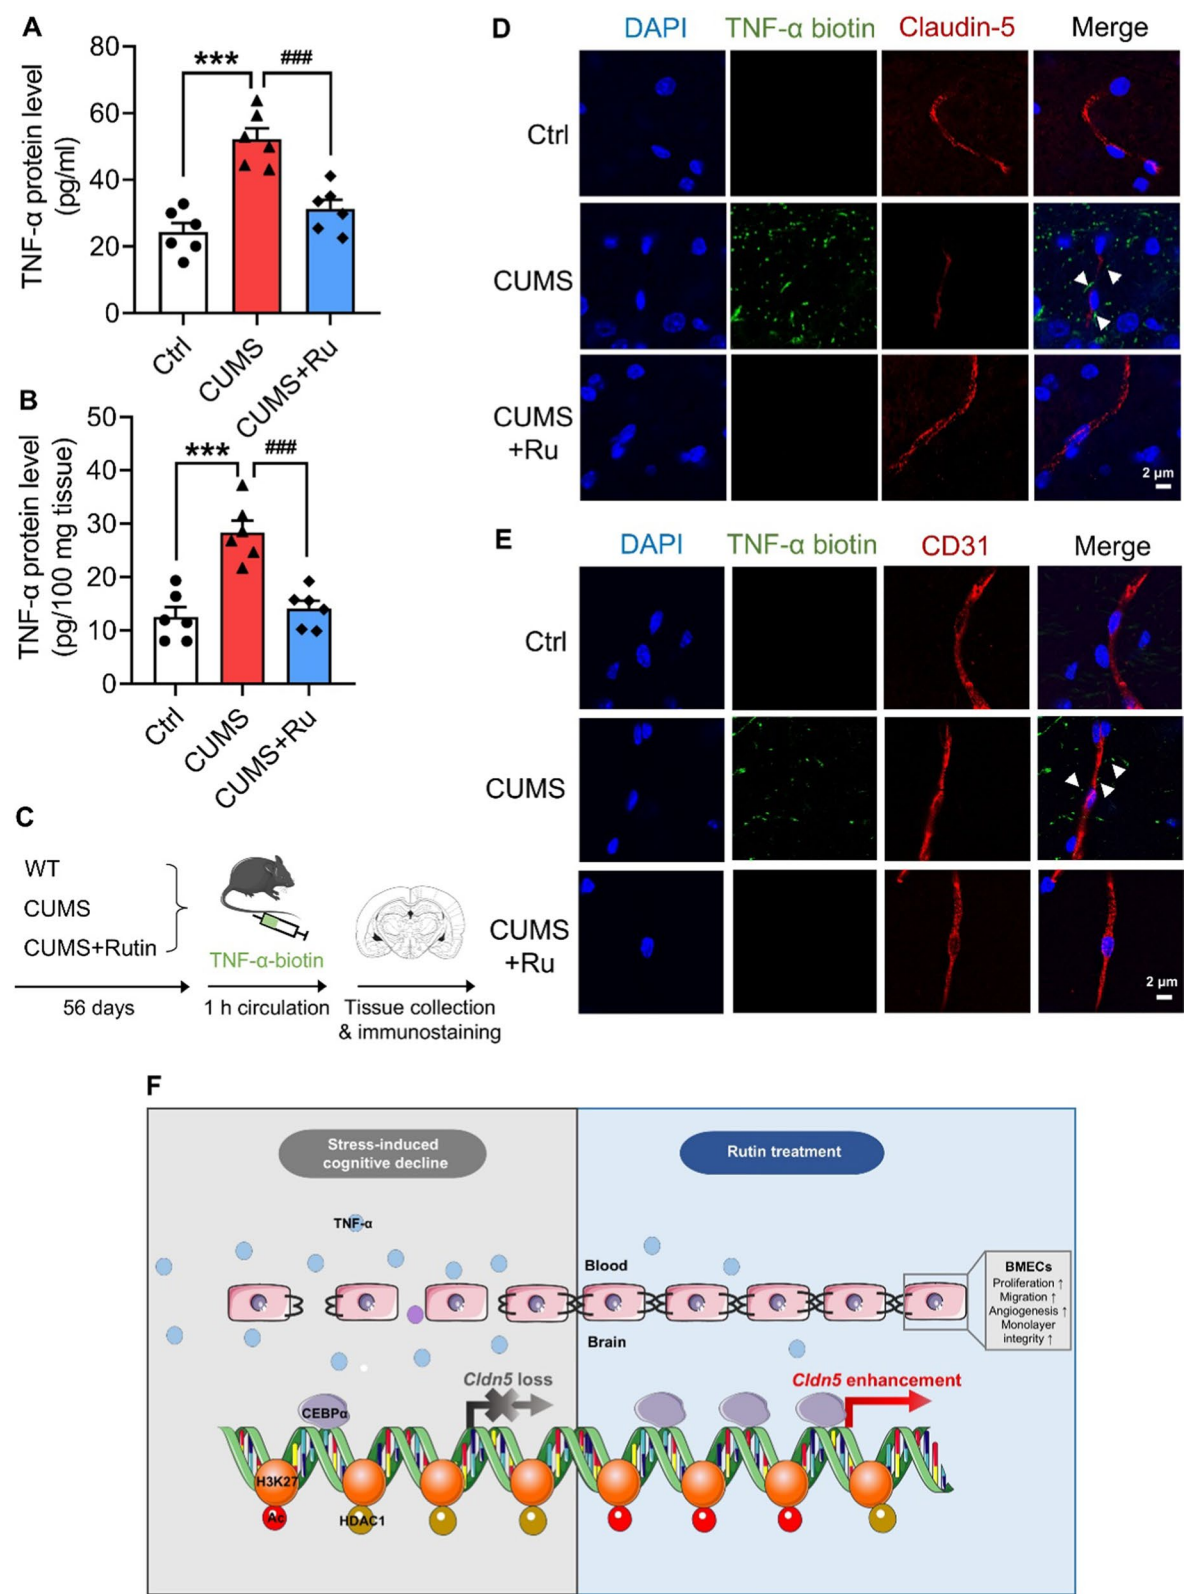 A
TNF-α protein level
(pg/ml)
80
60
40
20
0
***
###
Ctrl
CUMS
CUMS+Ru
B
TNF-α protein level
(pg/100 mg tissue)
50
40
30
20
10
0
***
###
Ctrl
CUMS
CUMS+Ru
C
WT
CUMS
CUMS+Rutin
TNF-α-biotin
56 days
1 h circulation
Tissue collection
& immunostaining
D
DAPI TNF-α biotin Claudin-5 Merge
Ctrl
CUMS
CUMS
+Ru
2 µm
E
DAPI TNF-α biotin CD31 Merge
Ctrl
CUMS
CUMS
+Ru
2 µm
F
Stress-induced
cognitive decline
Rutin treatment
TNF-α
Blood
Brain
BMECs
Proliferation ↑
Migration ↑
Angiogenesis ↑
Monolayer
integrity ↑
Cldn5 loss
Cldn5 enhancement
CEBPα
H3K27
Ac
HDAC1